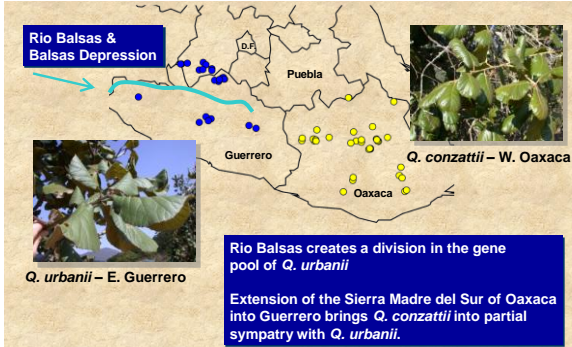 Rio Balsas &
Balsas Depression
D.F.
Puebla
Guerrero
Oaxaca
Q. conzattii – W. Oaxaca
Q. urbanii – E. Guerrero
Rio Balsas creates a division in the gene
pool of Q. urbanii
Extension of the Sierra Madre del Sur of Oaxaca
into Guerrero brings Q. conzattii into partial
sympatry with Q. urbanii.